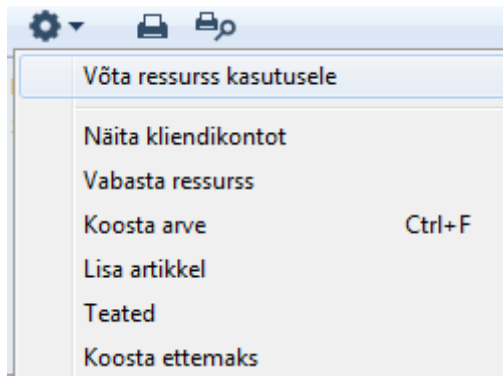 Võta ressurss kasutusele
Näita kliendikontot
Vabasta ressurss
Koosta arve Ctrl+F
Lisa artikkel
Teated
Koosta ettemaks